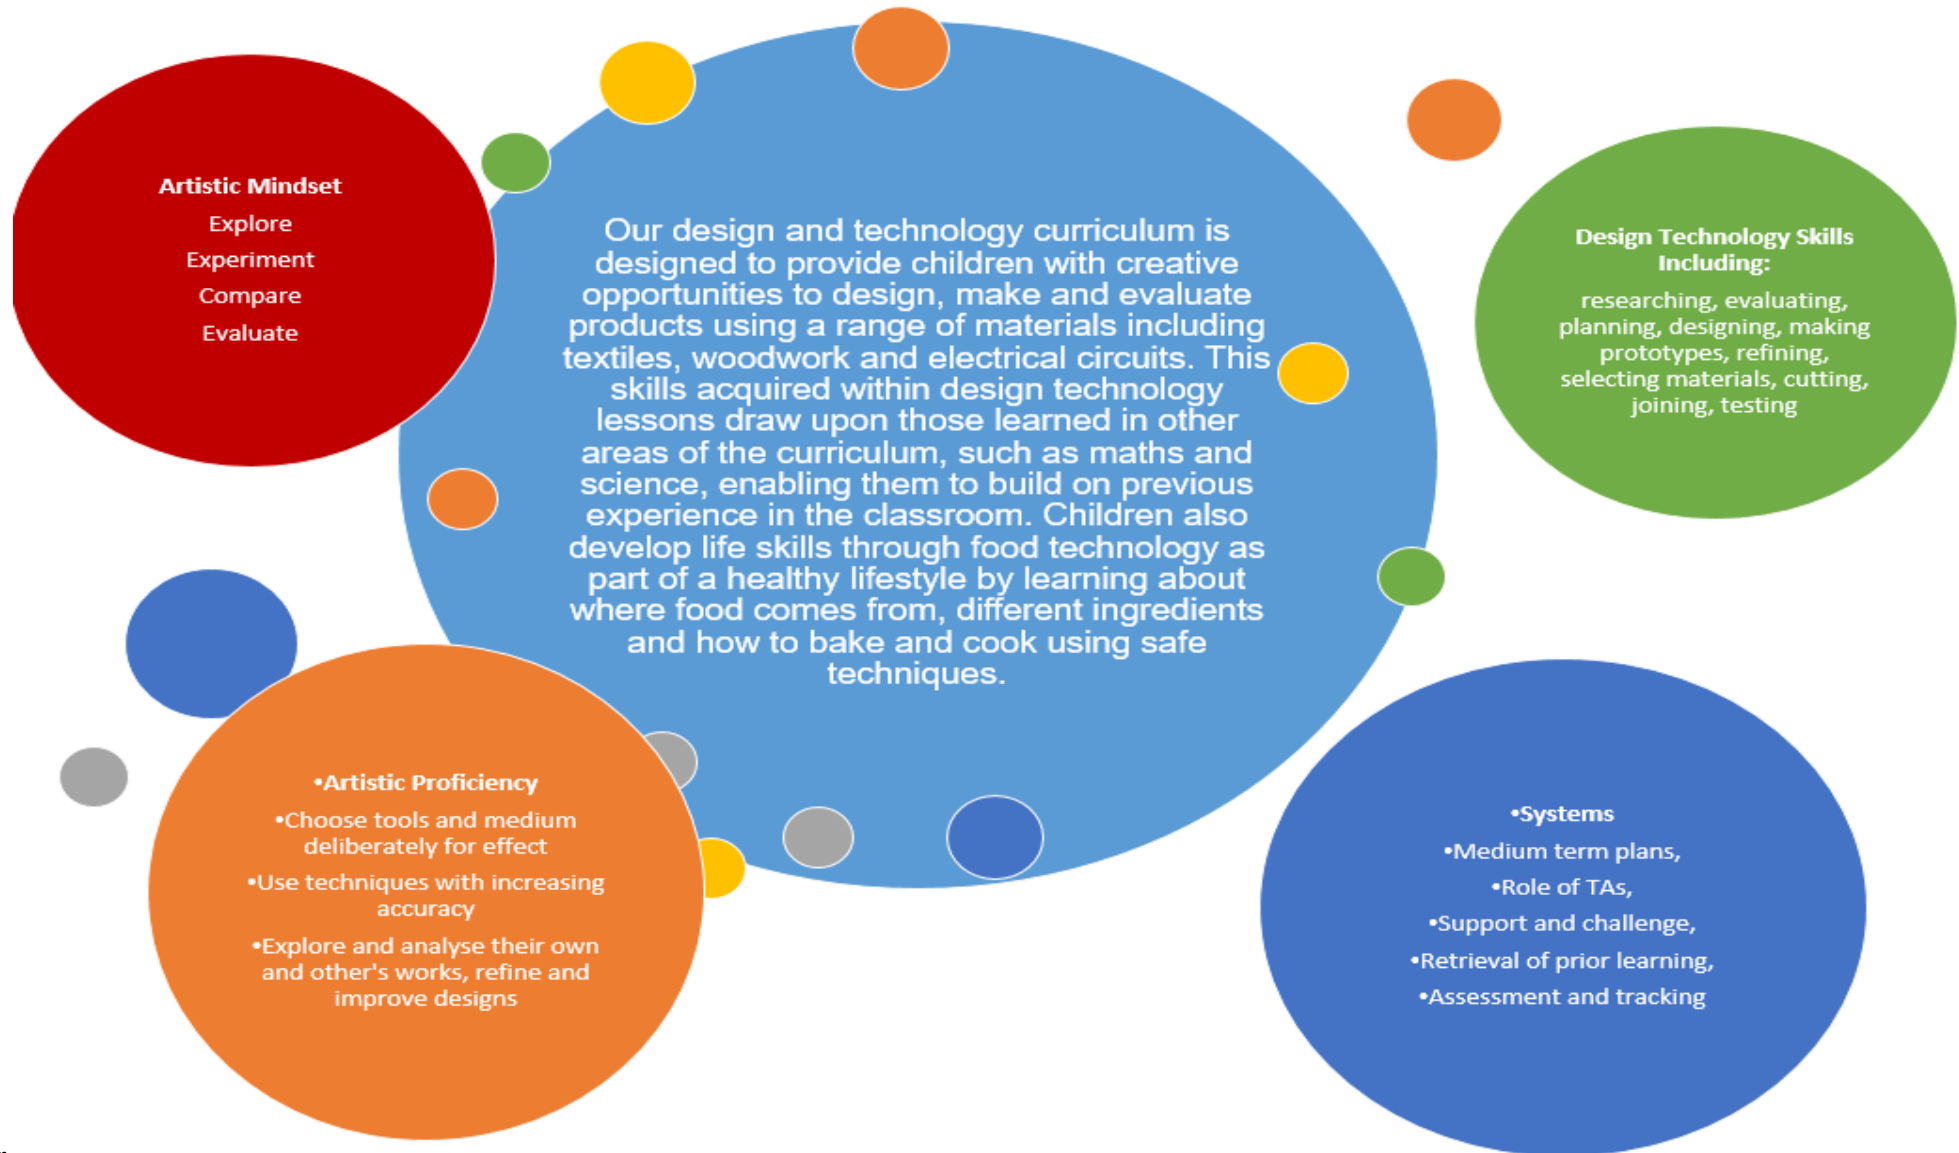 Artistic Mindset
Explore
Experiment
Compare
Evaluate
Our design and technology curriculum is
designed to provide children with creative
opportunities to design, make and evaluate
products using a range of materials including
textiles, woodwork and electrical circuits. This
skills acquired within design technology
lessons draw upon those learned in other
areas of the curriculum, such as maths and
science, enabling them to build on previous
experience in the classroom. Children also
develop life skills through food technology as
part of a healthy lifestyle by learning about
where food comes from, different ingredients
and how to bake and cook using safe
techniques.
Design Technology Skills
Including:
researching, evaluating,
planning, designing, making
prototypes, refining,
selecting materials, cutting,
joining, testing
•Artistic Proficiency
•Choose tools and medium
deliberately for effect
•Use techniques with increasing
accuracy
•Explore and analyse their own
and other's works, refine and
improve designs
•Systems
•Medium term plans,
•Role of TAs,
•Support and challenge,
•Retrieval of prior learning,
•Assessment and tracking